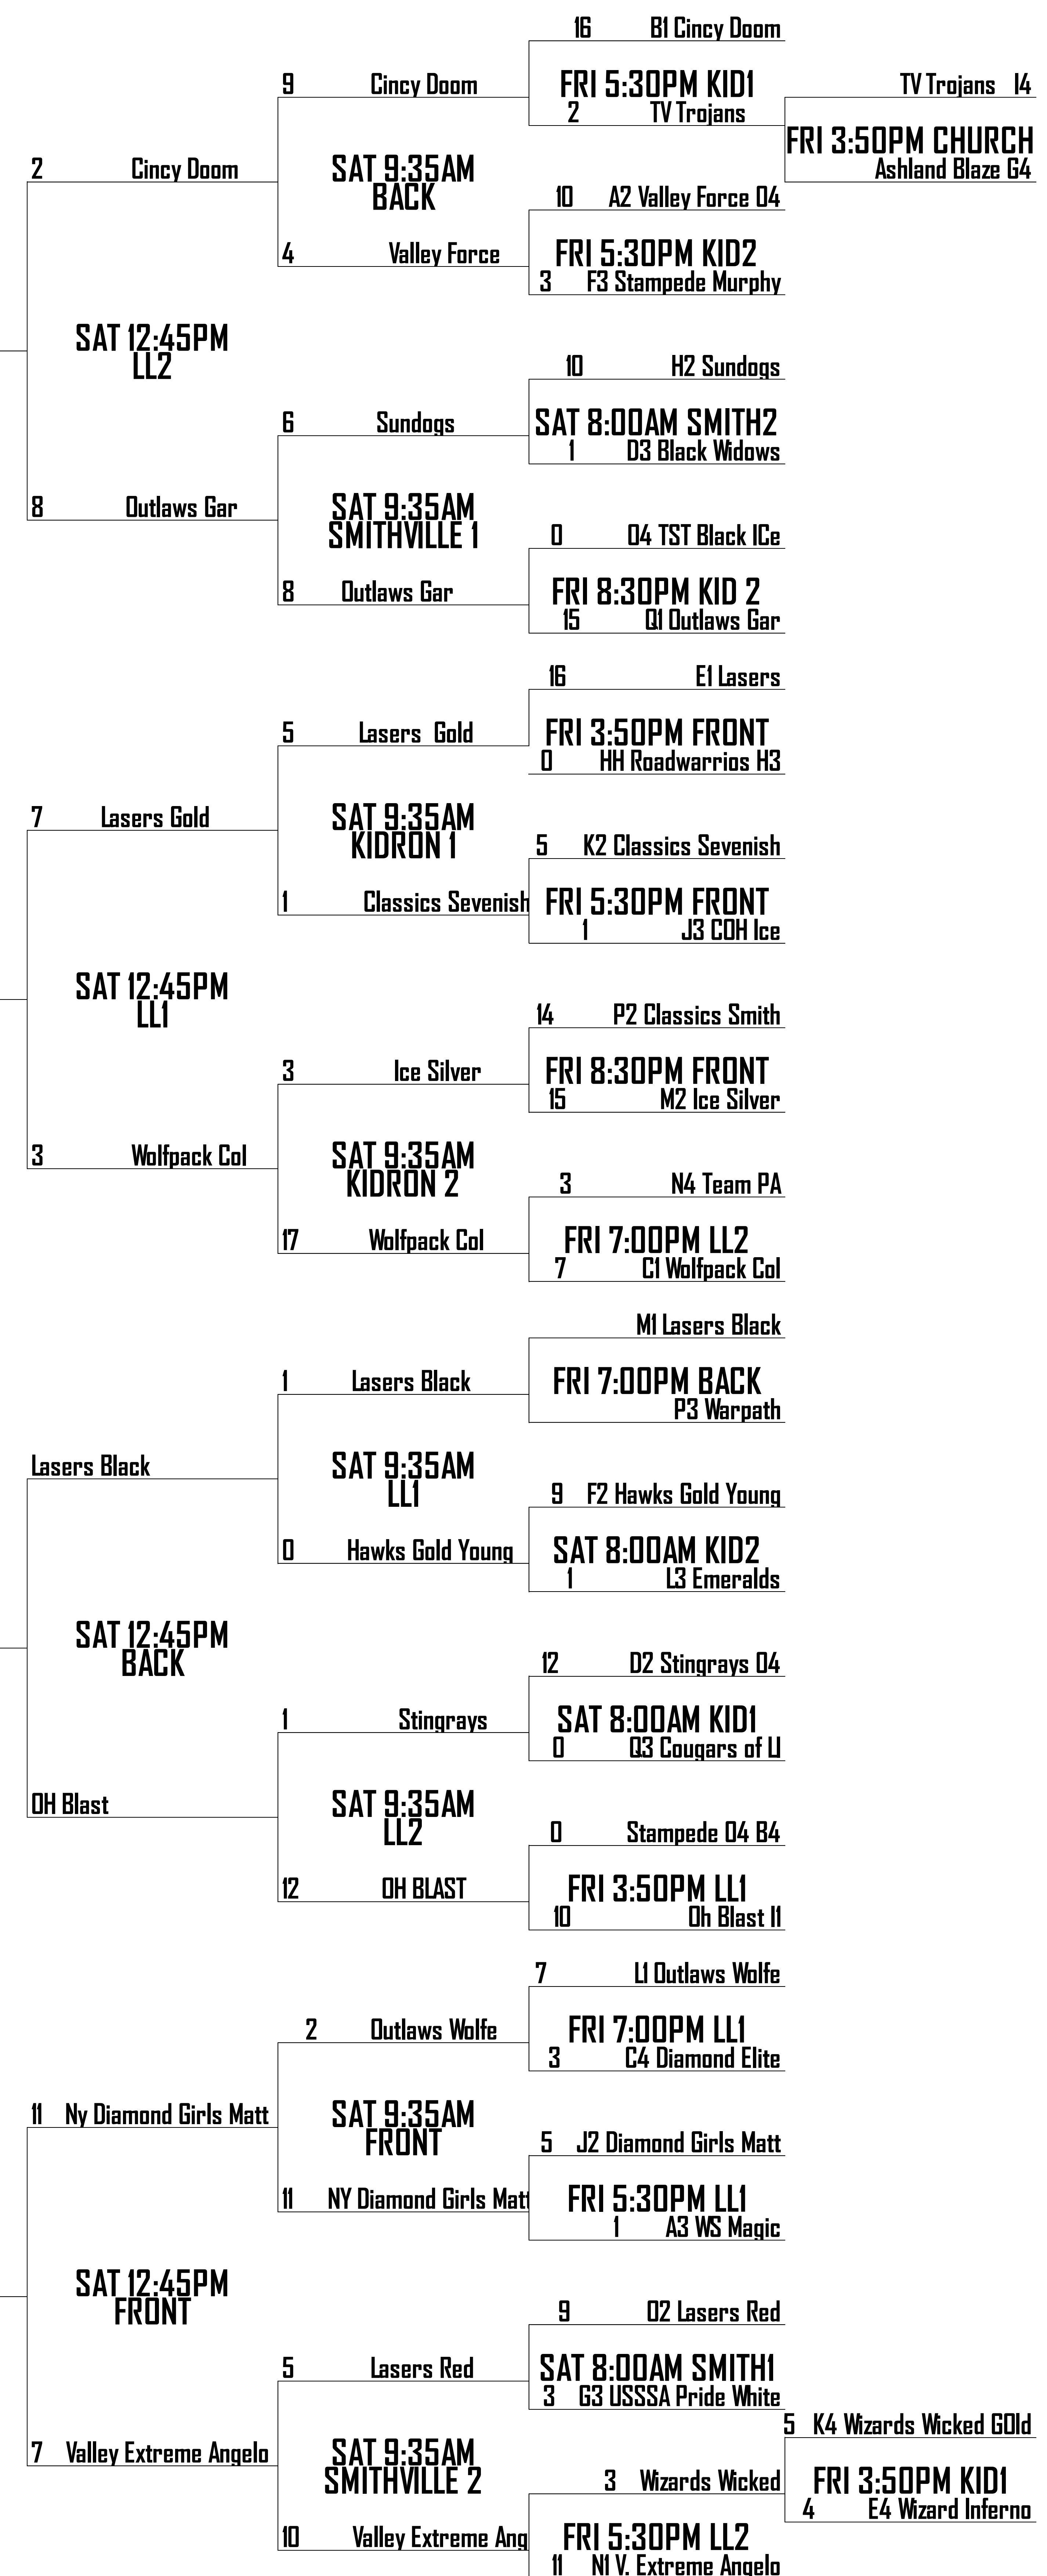 16 B1 Cincy Doom
9 Cincy Doom
FRI 5:30PM KID1
TV Trojans 14
2 TV Trojans
FRI 3:50PM CHURCH
2 Cincy Doom
SAT 9:35AM
BACK
Ashland Blaze G4
10 A2 Valley Force 04
4 Valley Force
FRI 5:30PM KID2
3 F3 Stampede Murphy
SAT 12:45PM
LL2
10 H2 Sundogs
6 Sundogs
SAT 8:00AM SMITH2
1 D3 Black Widows
8 Outlaws Gar
SAT 9:35AM
SMITHVILLE 1
0 04 TST Black ICe
8 Outlaws Gar
FRI 8:30PM KID 2
15 Q1 Outlaws Gar
16 E1 Lasers
5 Lasers Gold
FRI 3:50PM FRONT
0 HH Roadwarrios H3
7 Lasers Gold
SAT 9:35AM
KIDRON 1
5 K2 Classics Sevenish
1 Classics Sevenish
FRI 5:30PM FRONT
1 J3 COH Ice
SAT 12:45PM
LL1
14 P2 Classics Smith
3 Ice Silver
FRI 8:30PM FRONT
15 M2 Ice Silver
3 Wolfpack Col
SAT 9:35AM
KIDRON 2
3 N4 Team PA
17 Wolfpack Col
FRI 7:00PM LL2
7 C1 Wolfpack Col
M1 Lasers Black
1 Lasers Black
FRI 7:00PM BACK
P3 Warpath
Lasers Black
SAT 9:35AM
LL1
9 F2 Hawks Gold Young
0 Hawks Gold Young
SAT 8:00AM KID2
1 L3 Emeralds
SAT 12:45PM
BACK
12 D2 Stingrays 04
1 Stingrays
SAT 8:00AM KID1
0 Q3 Cougars of LI
OH Blast
SAT 9:35AM
LL2
0 Stampede 04 B4
12 OH BLAST
FRI 3:50PM LL1
10 Oh Blast I1
7 L1 Outlaws Wolfe
2 Outlaws Wolfe
FRI 7:00PM LL1
3 C4 Diamond Elite
11 Ny Diamond Girls Matt
SAT 9:35AM
FRONT
5 J2 Diamond Girls Matt
11 NY Diamond Girls Matt
FRI 5:30PM LL1
1 A3 WS Magic
SAT 12:45PM
FRONT
9 02 Lasers Red
5 Lasers Red
SAT 8:00AM SMITH1
3 G3 USSSA Pride White
5 K4 Wizards Wicked GOld
7 Valley Extreme Angelo
SAT 9:35AM
SMITHVILLE 2
3 Wizards Wicked
FRI 3:50PM KID1
4 E4 Wizard Inferno
10 Valley Extreme Ang
FRI 5:30PM LL2
11 N1 V. Extreme Angelo